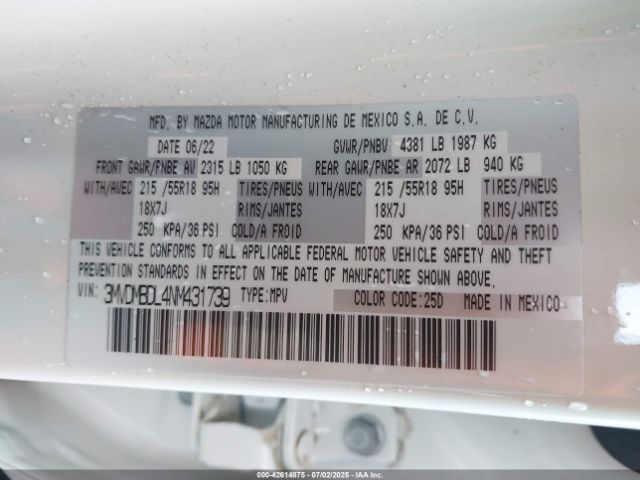 MFD. BY MAZDA MOTOR MANUFACTURING DE MEXICO S.A. DE C.V.
DATE 06/22 GVWR/PNBV 4381 LB 1987 KG
FRONT GAWR/PNBE AV 2315 LB 1050 KG REAR GAWR/PNBE AR 2072 LB 940 KG
WITH/AVEC 215 /55R18 95H TIRES/PNEUS WITH/AVEC 215 /55R18 95H TIRES/PNEUS
18X7J RIMS/JANTES 18X7J RIMS/JANTES
250 KPA/36 PSI COLD/A FROID 250 KPA/36 PSI COLD/A FROID
THIS VEHICLE CONFORMS TO ALL APPLICABLE FEDERAL MOTOR VEHICLE SAFETY AND THEFT
PREVENTION STANDARDS IN EFFECT ON THE DATE OF MANUFACTURE SHOWN ABOVE.
VIN: 3MVDMBDL4NM431739 TYPE:MPV COLOR CODE:25D MADE IN MEXICO
000-42614875 - 07/02/2025 - IAA Inc.